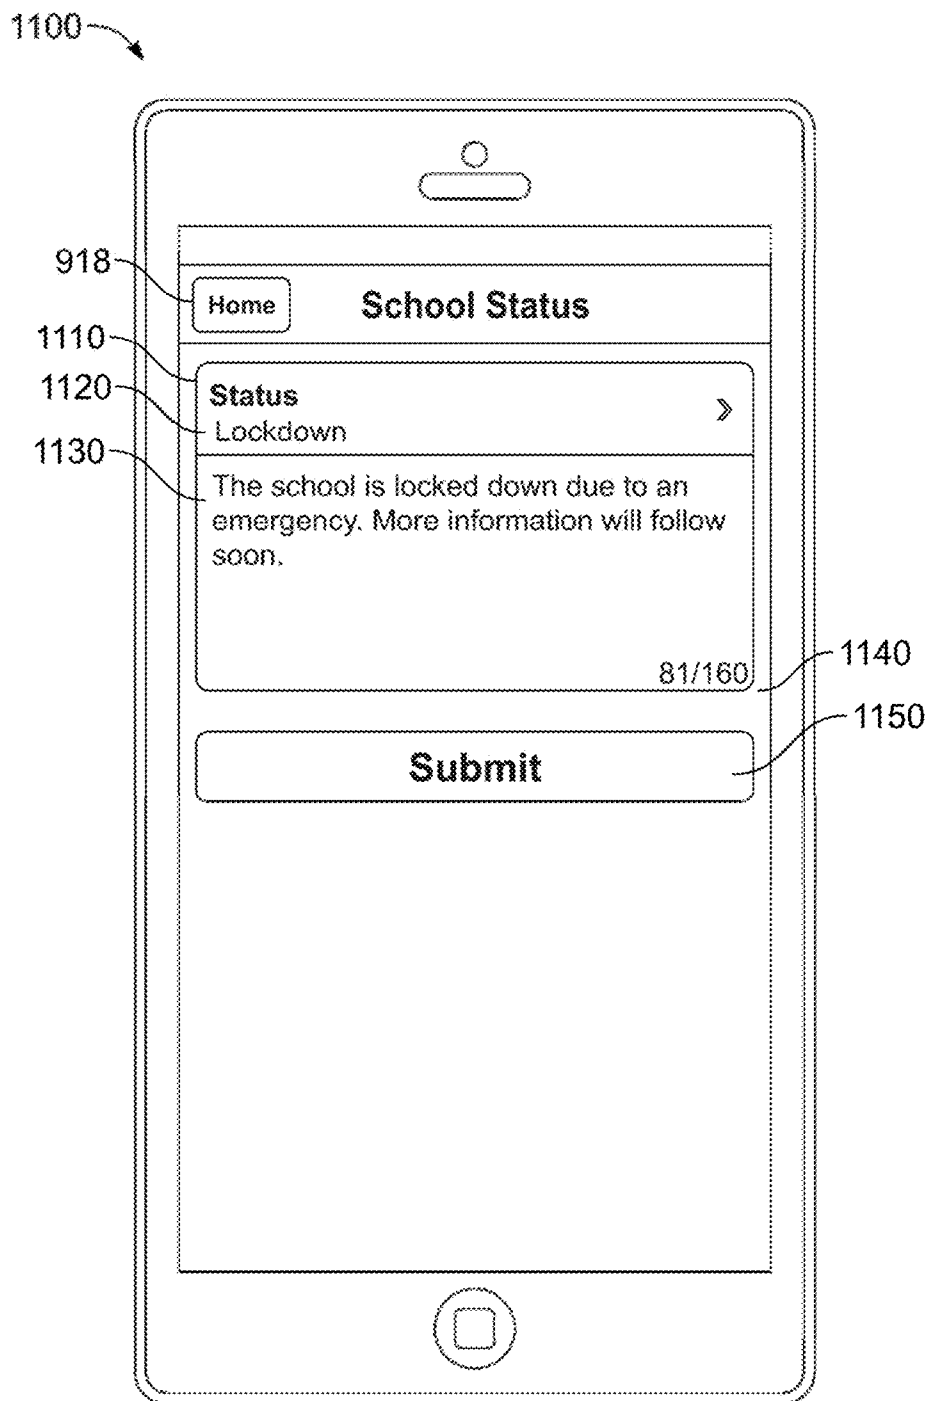 1100
918
Home
School Status
1110
Status
1120
Lockdown
1130
The school is locked down due to an
emergency. More information will follow
soon.
81/160
1140
1150
Submit